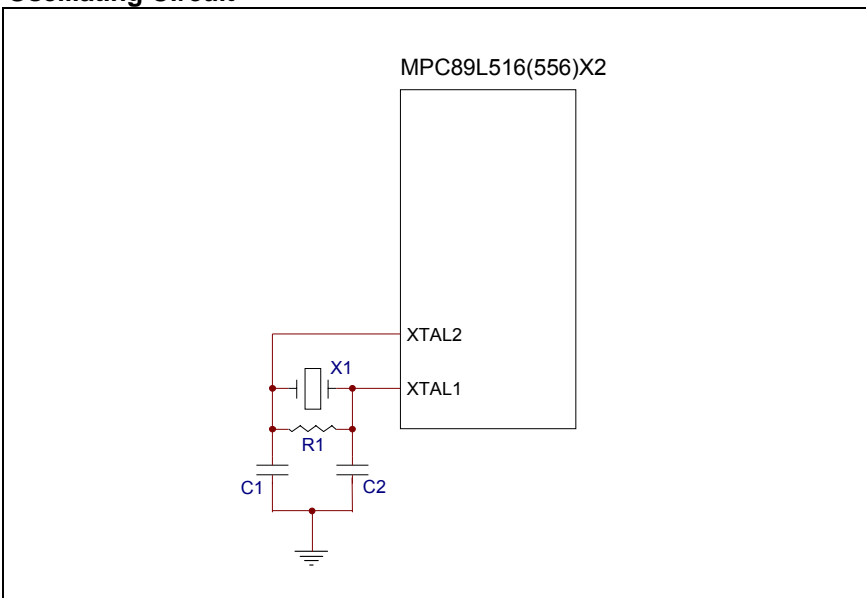 Oscillating Circuit
MPC89L516(556)X2
XTAL2
X1
XTAL1
R1
C1
C2